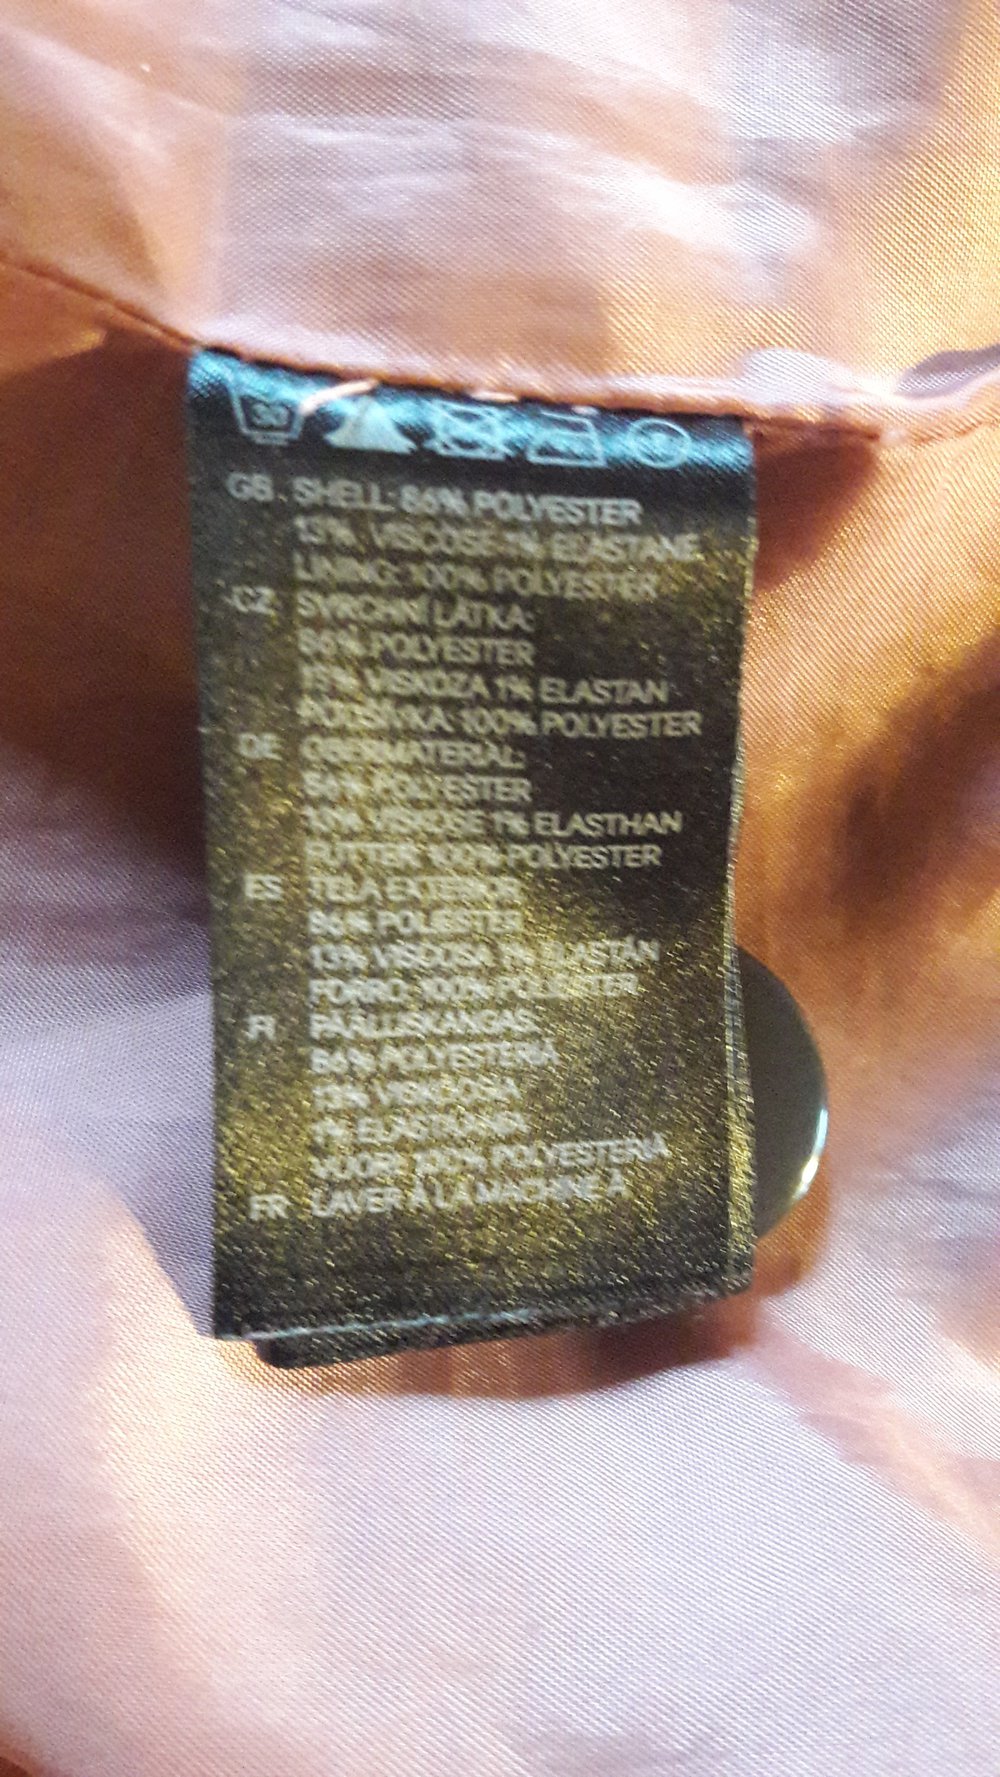 30
GB SHELL: 86% POLYESTER
13% VISCOSE 1% ELASTANE
LINING: 100% POLYESTER
CZ SVRCHNÍ LÁTKA:
86% POLYESTER
13% VISKÓZA 1% ELASTAN
PODŠÍVKA: 100% POLYESTER
DE OBERMATERIAL:
86% POLYESTER
13% VISKOSE 1% ELASTHAN
FUTTER: 100% POLYESTER
ES TELA EXTERIOR
86% POLIÉSTER
13% VISCOSA 1% ELASTÁN
FORRO: 100% POLIÉSTER
FI PÄÄLLISKANGAS:
86% POLYESTERIÄ
13% VISKOOSIA
1% ELASTAANIA
VUORI: 100% POLYESTERIÄ
FR LAVER À LA MACHINE À